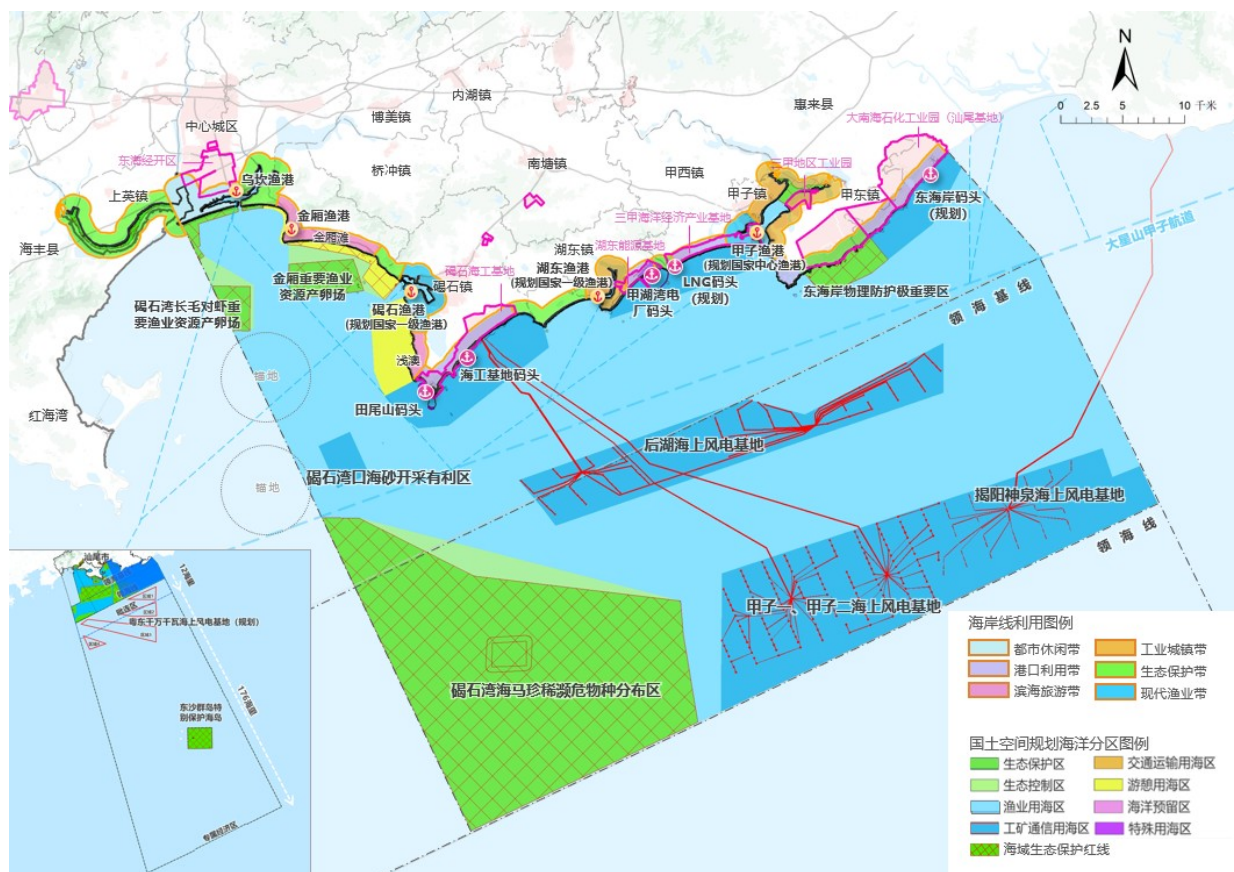 N
0 2.5 5 10 千米
惠来县
内湖镇
博美镇
大南海石化工业园（汕尾基地）
中心城区
东海经开区
桥冲镇
南塘镇
甲西镇
三甲地区工业园
乌坎渔港
上英镇
甲子镇
甲东镇
东海岸码头
(规划)
金厢渔港
金厢滩
三甲海洋经济产业基地
大星山甲子航道
海丰县
湖东镇
湖东能源基地
甲子渔港
(规划国家中心渔港)
金厢重要渔业
资源产卵场
碣石海工基地
湖东渔港
(规划国家一级渔港)
LNG码头
(规划)
东海岸物理防护极重要区
碣石镇
碣石渔港
(规划国家一级渔港)
甲湖湾电
厂码头
碣石湾长毛对虾重
要渔业资源产卵场
领海基线
浅澳
海工基地码头
锚地
田尾山码头
红海湾
后湖海上风电基地
碣石湾口海砂开采有利区
锚地
揭阳神泉海上风电基地
领海线
甲子一、甲子二海上风电基地
碣石湾海马珍稀濒危物种分布区
汕尾市
12海里
毗连区
区域1
区域2
区域3
粤东千万千瓦海上风电基地（规划）
176海里
东沙群岛特
别保护海岛
专属经济区
海岸线利用图例
都市休闲带
工业城镇带
港口利用带
生态保护带
滨海旅游带
现代渔业带
国土空间规划海洋分区图例
生态保护区
交通运输用海区
生态控制区
游憩用海区
渔业用海区
海洋预留区
工矿通信用海区
特殊用海区
海域生态保护红线